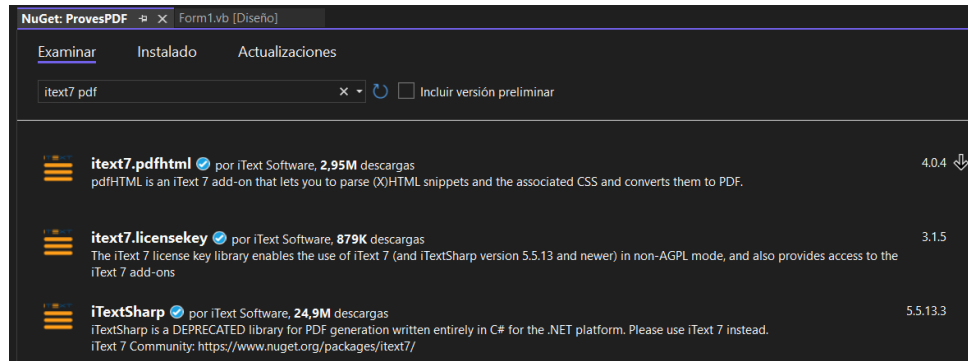 NuGet: ProvesPDF
Form1.vb [Diseño]
Examinar Instalado Actualizaciones
itext7 pdf
Incluir versión preliminar
itext7.pdfhtml por iText Software, 2,95M descargas 4.0.4
pdfHTML is an iText 7 add-on that lets you to parse (X)HTML snippets and the associated CSS and converts them to PDF.
itext7.licensekey por iText Software, 879K descargas 3.1.5
The iText 7 license key library enables the use of iText 7 (and iTextSharp version 5.5.13 and newer) in non-AGPL mode, and also provides access to the
iText 7 add-ons
iTextSharp por iText Software, 24,9M descargas 5.5.13.3
iTextSharp is a DEPRECATED library for PDF generation written entirely in C# for the .NET platform. Please use iText 7 instead.
iText 7 Community: https://www.nuget.org/packages/itext7/